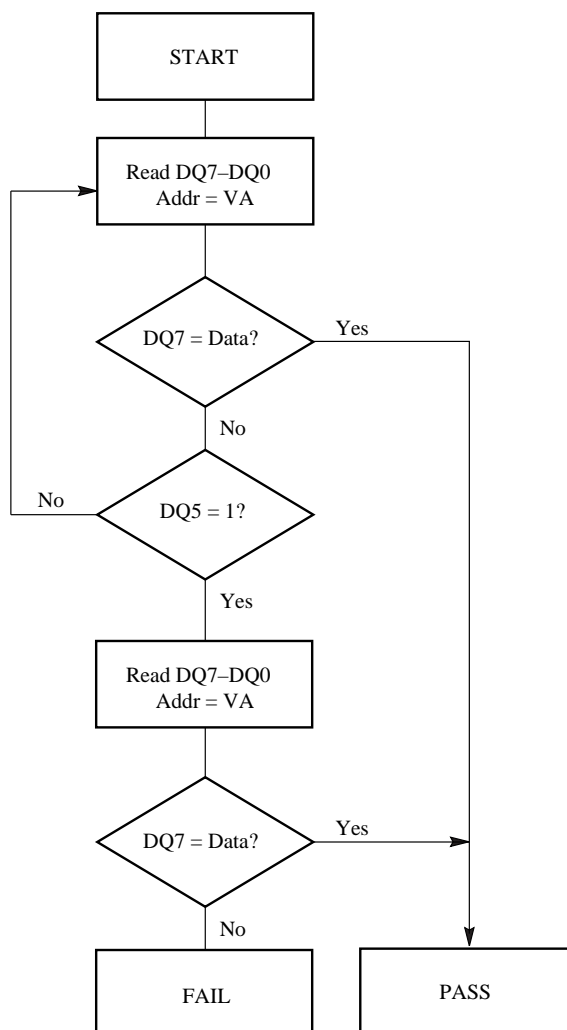 START
Read DQ7–DQ0
Addr = VA
DQ7 = Data?
Yes
No
No
DQ5 = 1?
Yes
Read DQ7–DQ0
Addr = VA
DQ7 = Data?
Yes
No
FAIL
PASS